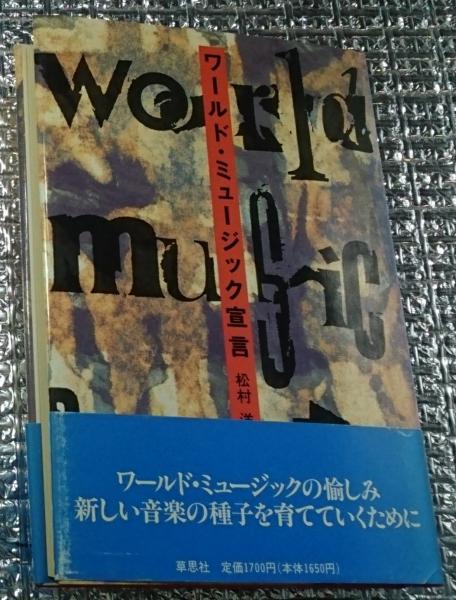 World
music
ワールド・ミュージック宣言
松村 洋
ワールド・ミュージックの愉しみ
新しい音楽の種子を育てていくために
草思社 定価1700円(本体1650円)